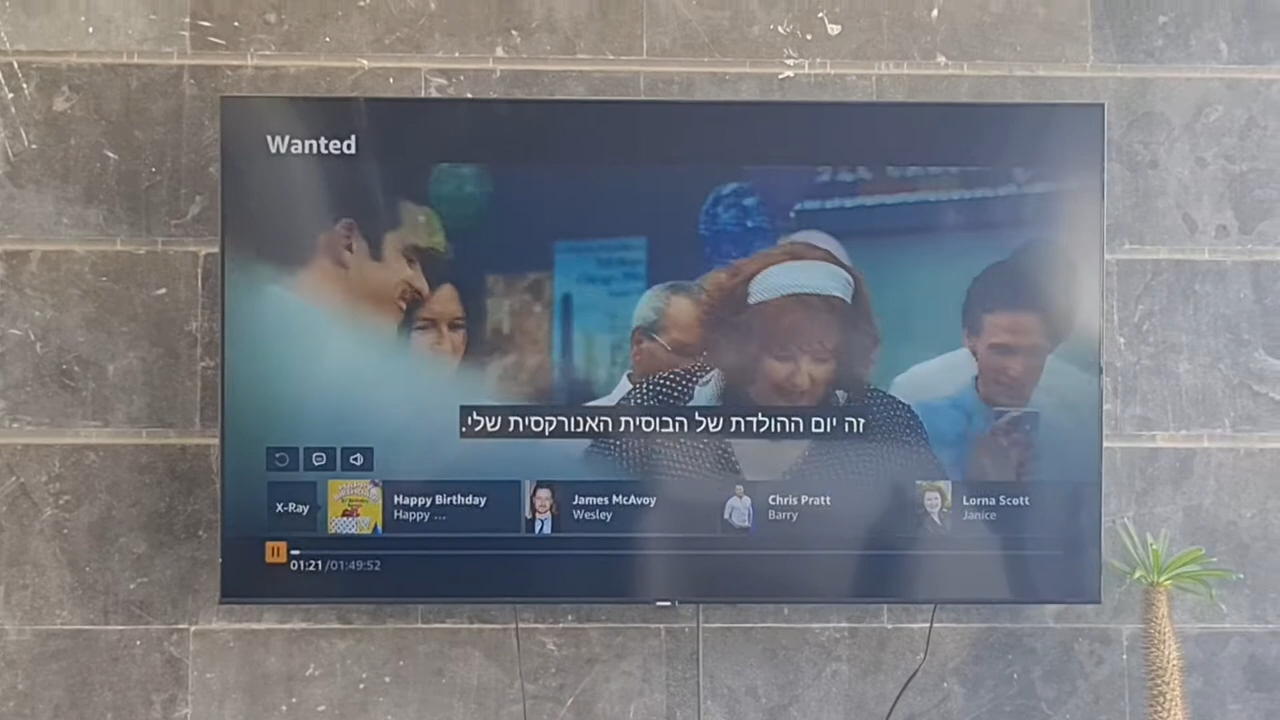 Wanted
זה יום ההולדת של הבוסית האנורקסית שלי.
X-Ray
Happy Birthday
Happy ...
James McAvoy
Wesley
Chris Pratt
Barry
Lorna Scott
Janice
01:21/01:49:52